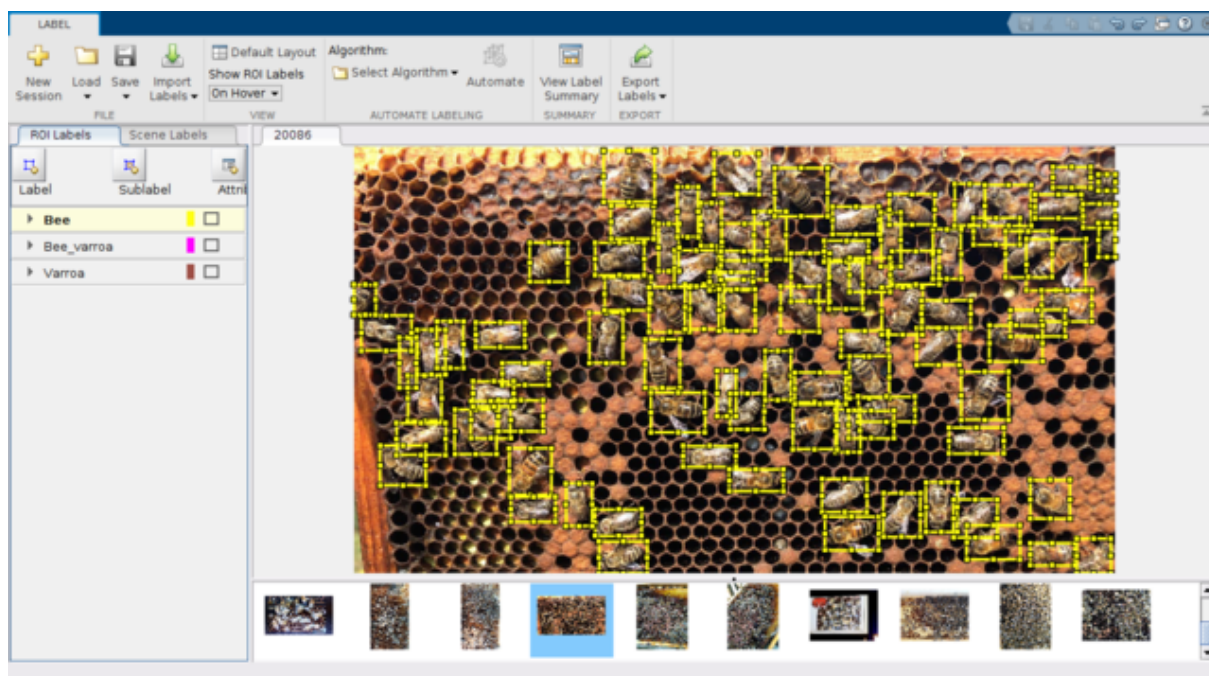 LABEL
New Session
Load
Save
Import Labels
FILE
Default Layout
Show ROI Labels
On Hover
VIEW
Algorithm:
Select Algorithm
Automate
AUTOMATE LABELING
View Label Summary
SUMMARY
Export Labels
EXPORT
ROI Labels
Scene Labels
20086
Label
Sublabel
Attri
Bee
Bee_varroa
Varroa